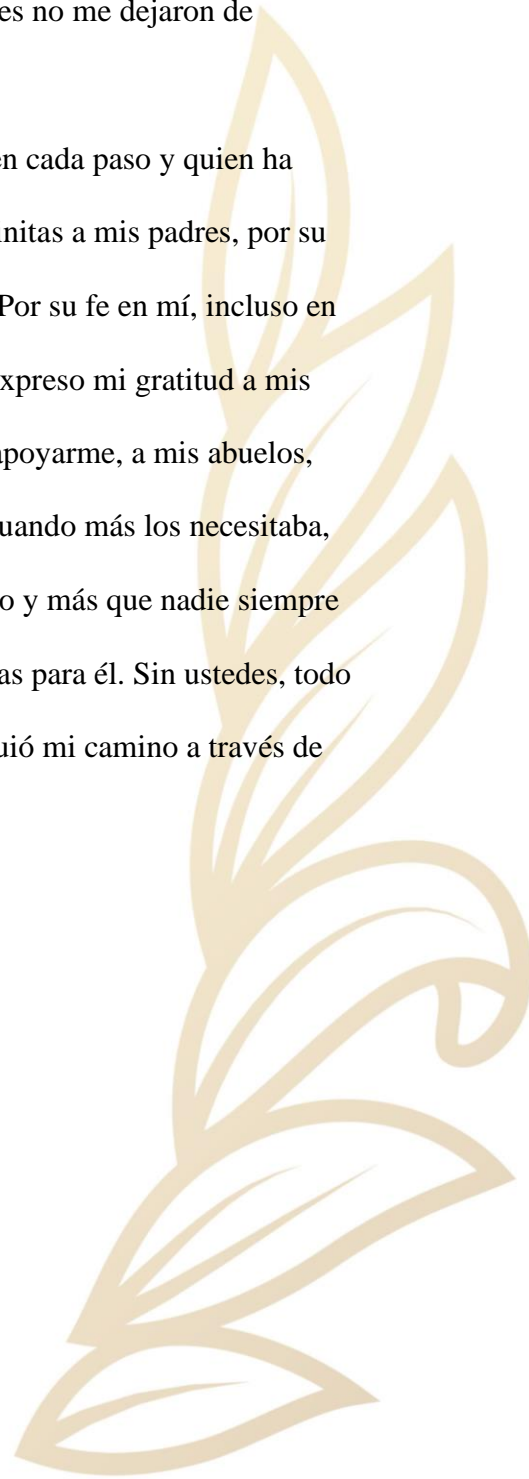 es no me dejaron de
en cada paso y quien ha
initas a mis padres, por su
Por su fe en mí, incluso en
xpreso mi gratitud a mis
apoyarme, a mis abuelos,
uando más los necesitaba,
o y más que nadie siempre
as para él. Sin ustedes, todo
uió mi camino a través de